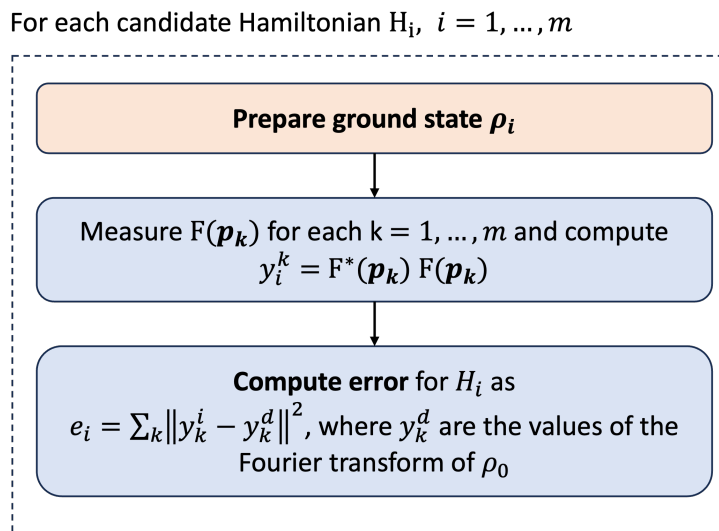 For each candidate Hamiltonian Hᵢ, i = 1, … , m
Prepare ground state ρᵢ
Measure F(pₖ) for each k = 1, … , m and compute
yᵢᵏ = F*(pₖ) F(pₖ)
Compute error for Hᵢ as
eᵢ = ∑ₖ‖yₖⁱ − yₖᵈ‖², where yₖᵈ are the values of the
Fourier transform of ρ₀